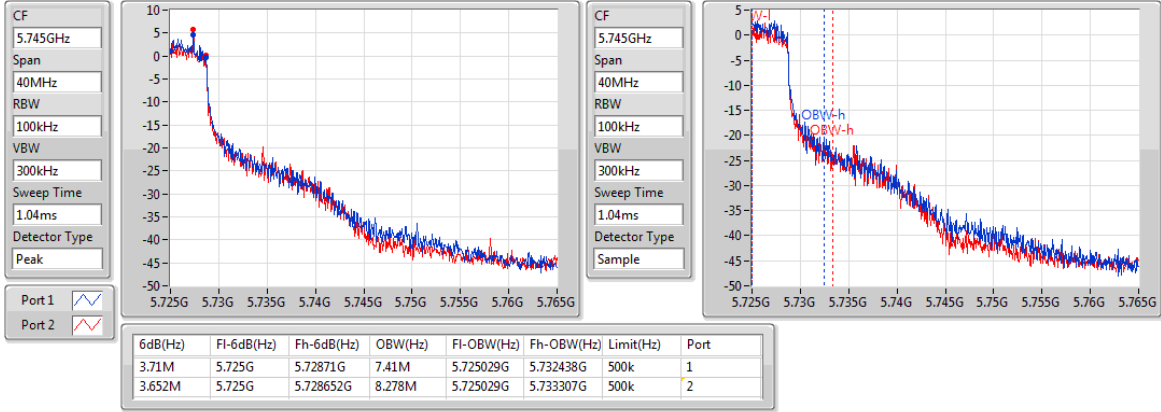 CF
5.745GHz
Span
40MHz
RBW
100kHz
VBW
300kHz
Sweep Time
1.04ms
Detector Type
Peak
10
5
0
-5
-10
-15
-20
-25
-30
-35
-40
-45
-50
5.725G 5.73G 5.735G 5.74G 5.745G 5.75G 5.755G 5.76G 5.765G
CF
5.745GHz
Span
40MHz
RBW
100kHz
VBW
300kHz
Sweep Time
1.04ms
Detector Type
Sample
5
0
-5
-10
-15
-20
-25
-30
-35
-40
-45
-50
W-l
OBW-h
OBW-h
5.725G 5.73G 5.735G 5.74G 5.745G 5.75G 5.755G 5.76G 5.765G
Port 1
Port 2
6dB(Hz) Fl-6dB(Hz) Fh-6dB(Hz) OBW(Hz) Fl-OBW(Hz) Fh-OBW(Hz) Limit(Hz) Port
3.71M 5.725G 5.72871G 7.41M 5.725029G 5.732438G 500k 1
3.652M 5.725G 5.728652G 8.278M 5.725029G 5.733307G 500k 2